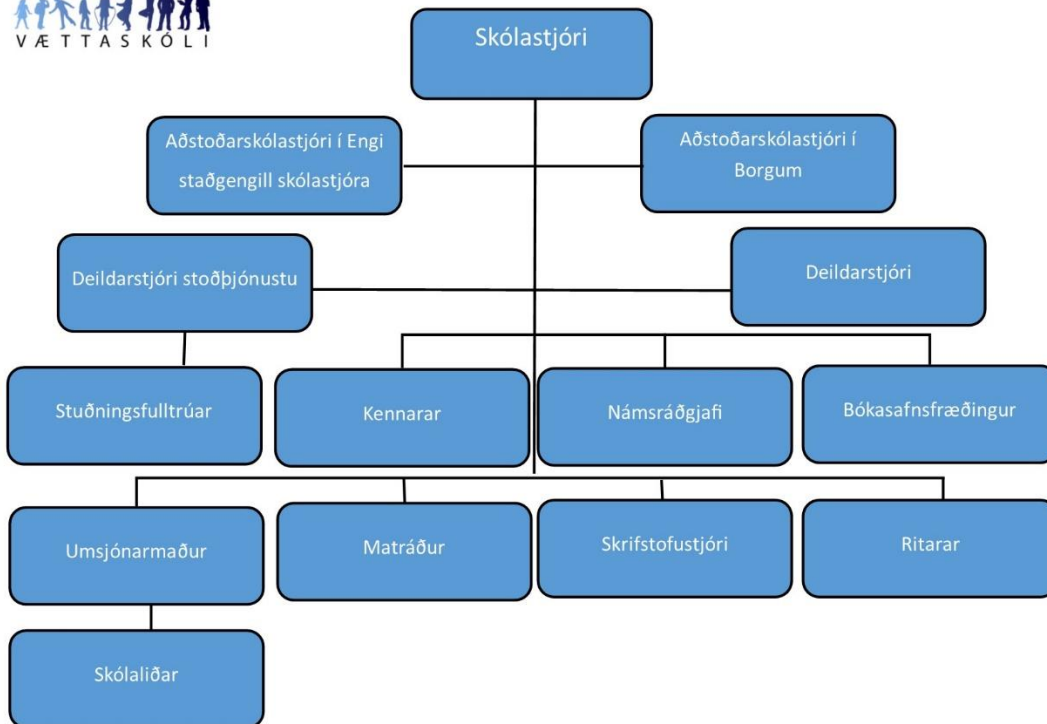 VÆTTASKÓLI
Skólastjóri
Aðstoðarskólastjóri í Engi
staðgengill skólastjóra
Aðstoðarskólastjóri í
Borgum
Deildarstjóri stoðþjónustu
Deildarstjóri
Stuðningsfulltrúar
Kennarar
Námsráðgjafi
Bókasafnsfræðingur
Umsjónarmaður
Matráður
Skrifstofustjóri
Ritarar
Skólaliðar